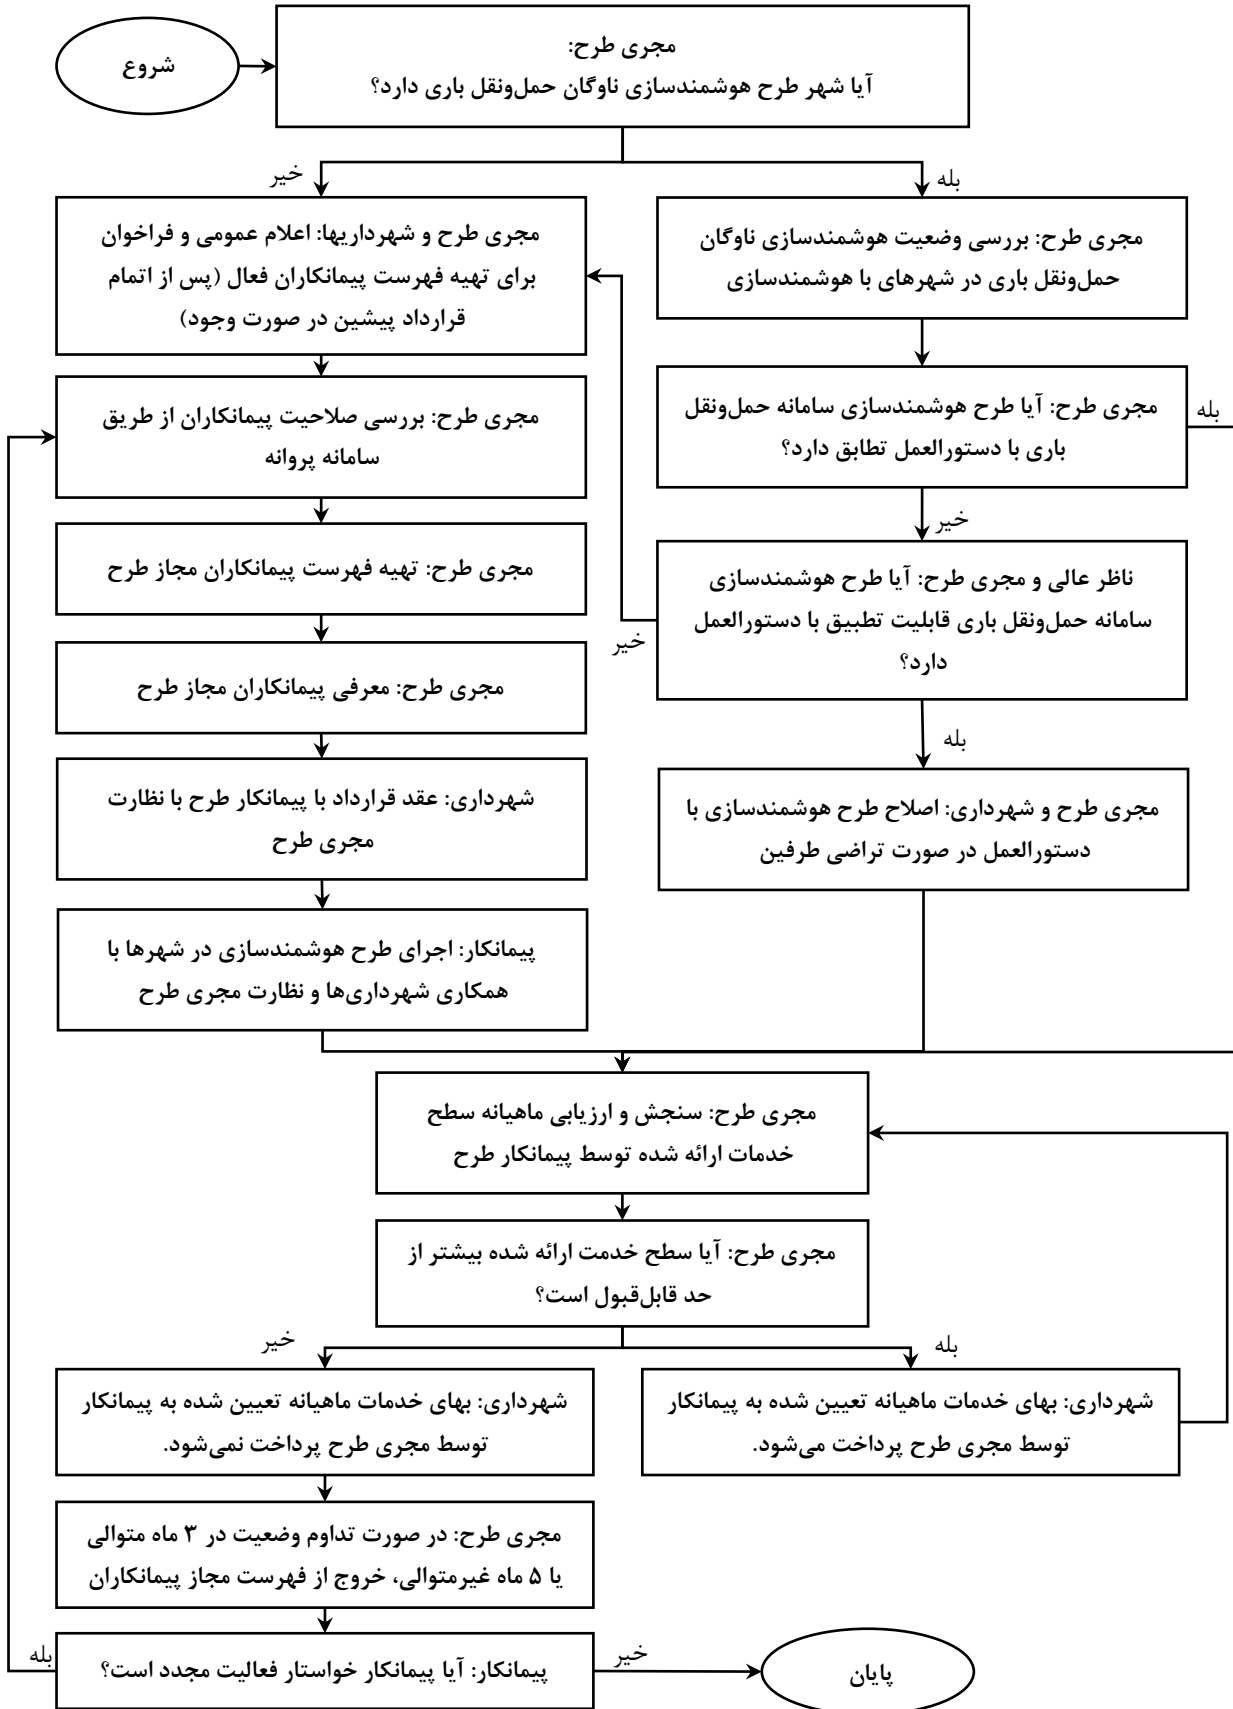 شروع
مجری طرح:
آیا شهر طرح هوشمندسازی ناوگان حمل‌ونقل باری دارد؟
بله
خیر
مجری طرح: بررسی وضعیت هوشمندسازی ناوگان
حمل‌ونقل باری در شهرهای با هوشمندسازی
مجری طرح و شهرداریها: اعلام عمومی و فراخوان
برای تهیه فهرست پیمانکاران فعال (پس از اتمام
قرارداد پیشین در صورت وجود)
مجری طرح: آیا طرح هوشمندسازی سامانه حمل‌ونقل
باری با دستورالعمل تطابق دارد؟
بله
خیر
مجری طرح: بررسی صلاحیت پیمانکاران از طریق
سامانه پروانه
ناظر عالی و مجری طرح: آیا طرح هوشمندسازی
سامانه حمل‌ونقل باری قابلیت تطبیق با دستورالعمل
دارد؟
خیر
بله
مجری طرح: تهیه فهرست پیمانکاران مجاز طرح
مجری طرح: معرفی پیمانکاران مجاز طرح
مجری طرح و شهرداری: اصلاح طرح هوشمندسازی با
دستورالعمل در صورت تراضی طرفین
شهرداری: عقد قرارداد با پیمانکار طرح با نظارت
مجری طرح
پیمانکار: اجرای طرح هوشمندسازی در شهرها با
همکاری شهرداری‌ها و نظارت مجری طرح
مجری طرح: سنجش و ارزیابی ماهیانه سطح
خدمات ارائه شده توسط پیمانکار طرح
مجری طرح: آیا سطح خدمت ارائه شده بیشتر از
حد قابل‌قبول است؟
بله
خیر
شهرداری: بهای خدمات ماهیانه تعیین شده به پیمانکار
توسط مجری طرح پرداخت می‌شود.
شهرداری: بهای خدمات ماهیانه تعیین شده به پیمانکار
توسط مجری طرح پرداخت نمی‌شود.
مجری طرح: در صورت تداوم وضعیت در ۳ ماه متوالی
یا ۵ ماه غیرمتوالی، خروج از فهرست مجاز پیمانکاران
پیمانکار: آیا پیمانکار خواستار فعالیت مجدد است؟
بله
خیر
پایان